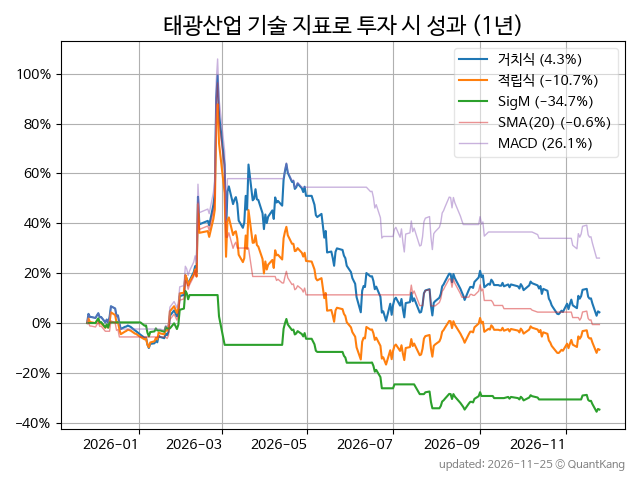 태광산업 기술 지표로 투자 시 성과 (1년)
거치식 (4.3%)
적립식 (−10.7%)
SigM (−34.7%)
SMA(20) (−0.6%)
MACD (26.1%)
100%
80%
60%
40%
20%
0%
−20%
−40%
2026-01 2026-03 2026-05 2026-07 2026-09 2026-11
updated: 2026-11-25 © QuantKang